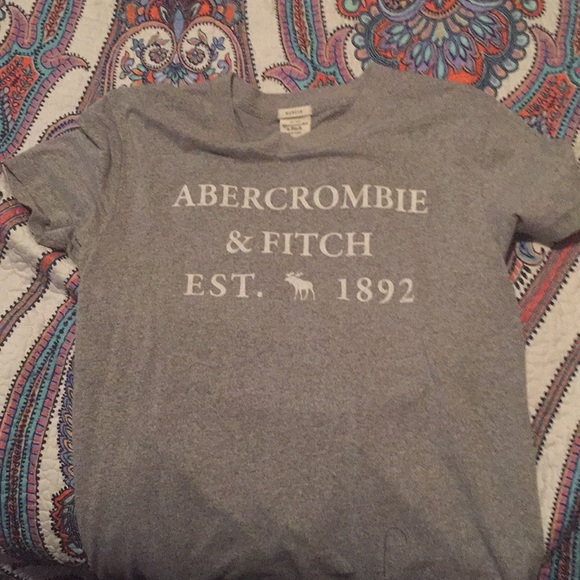 ABERCROMBIE
& FITCH
EST. 1892